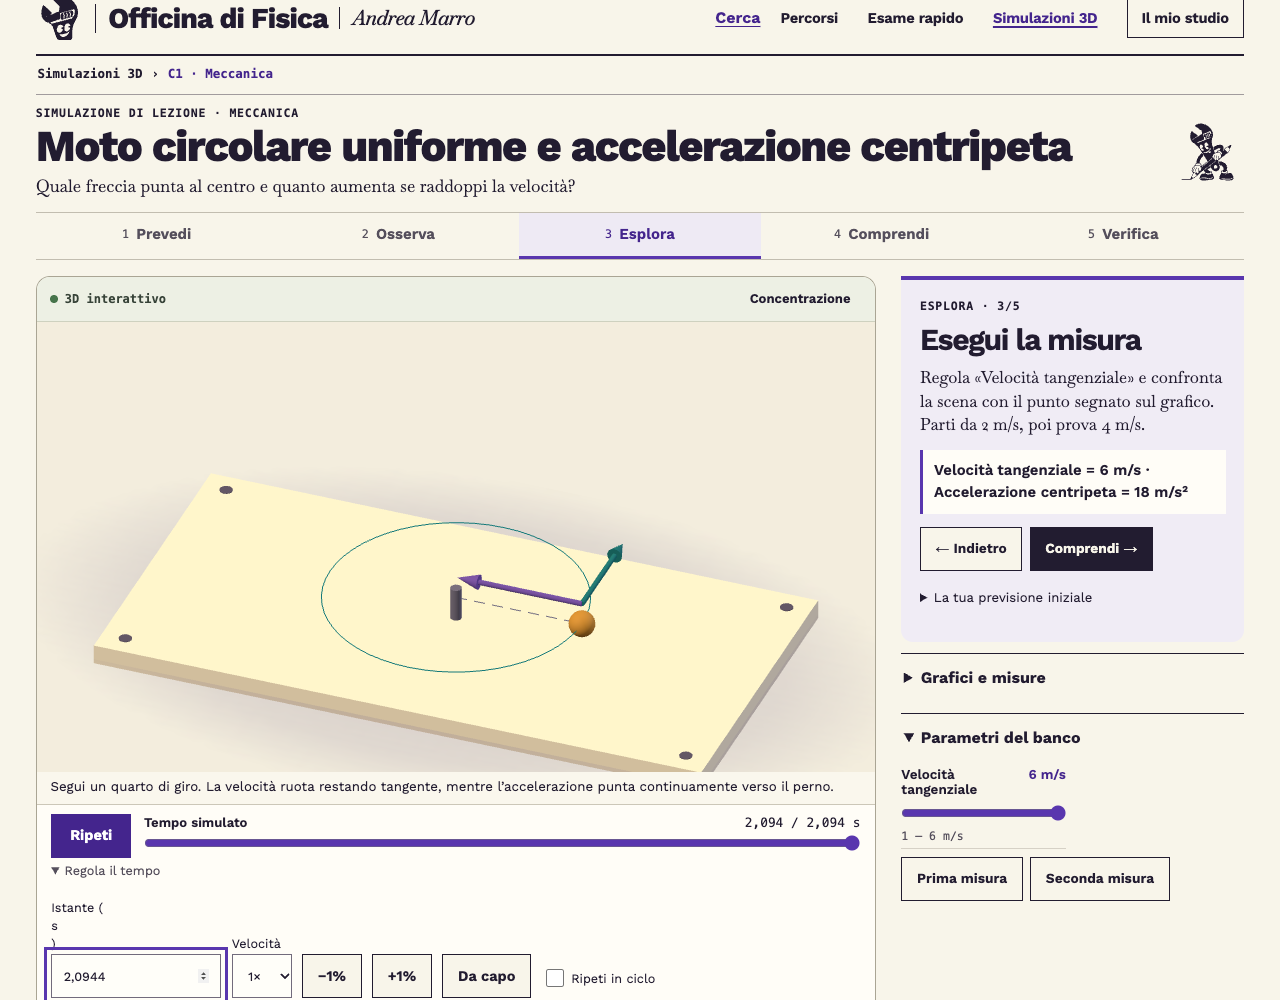 Officina di Fisica
Andrea Marro
Cerca
Percorsi
Esame rapido
Simulazioni 3D
Il mio studio
Simulazioni 3D › C1 · Meccanica
SIMULAZIONE DI LEZIONE · MECCANICA
Moto circolare uniforme e accelerazione centripeta
Quale freccia punta al centro e quanto aumenta se raddoppi la velocità?
1 Prevedi
2 Osserva
3 Esplora
4 Comprendi
5 Verifica
3D interattivo
Concentrazione
Segui un quarto di giro. La velocità ruota restando tangente, mentre l’accelerazione punta continuamente verso il perno.
Ripeti
Tempo simulato
2,094 / 2,094 s
▼ Regola il tempo
Istante (
s
)
2,0944
Velocità
1×
−1%
+1%
Da capo
Ripeti in ciclo
ESPLORA · 3/5
Esegui la misura
Regola «Velocità tangenziale» e confronta
la scena con il punto segnato sul grafico.
Parti da 2 m/s, poi prova 4 m/s.
Velocità tangenziale = 6 m/s ·
Accelerazione centripeta = 18 m/s²
← Indietro
Comprendi →
▶ La tua previsione iniziale
▶ Grafici e misure
▼ Parametri del banco
Velocità
tangenziale
6 m/s
1 – 6 m/s
Prima misura
Seconda misura